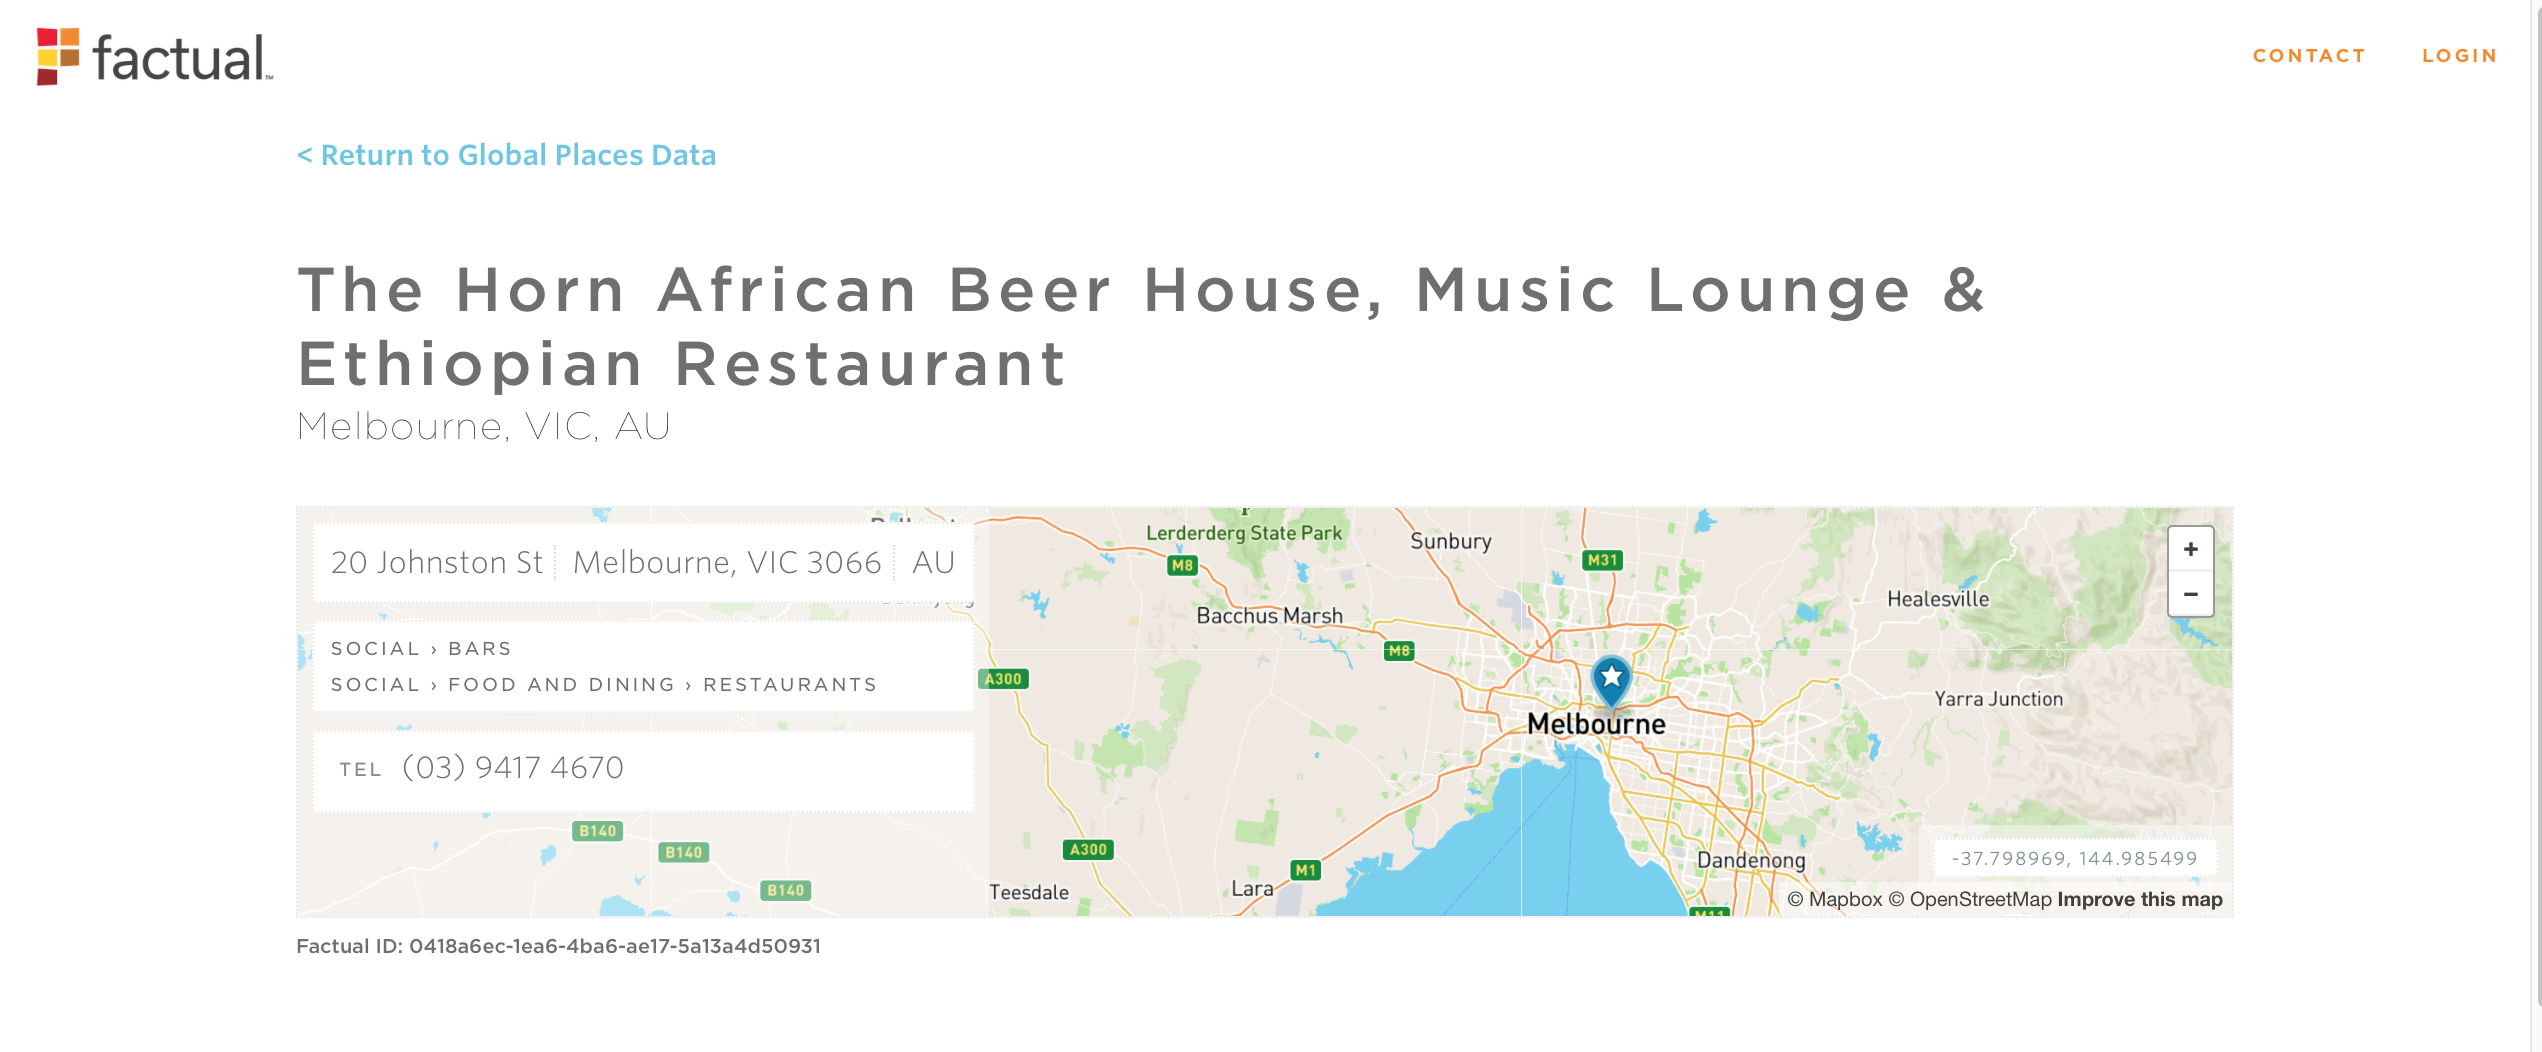 factual™
CONTACT
LOGIN
< Return to Global Places Data
The Horn African Beer House, Music Lounge &
Ethiopian Restaurant
Melbourne, VIC, AU
20 Johnston St
Melbourne, VIC 3066
AU
SOCIAL › BARS
SOCIAL › FOOD AND DINING › RESTAURANTS
TEL (03) 9417 4670
Lerderderg State Park
Sunbury
M8
M31
+
−
Healesville
Bacchus Marsh
M8
A300
Yarra Junction
Melbourne
B140
B140
A300
B140
M1
Dandenong
-37.798969, 144.985499
Teesdale
Lara
M11
© Mapbox © OpenStreetMap Improve this map
Factual ID: 0418a6ec-1ea6-4ba6-ae17-5a13a4d50931